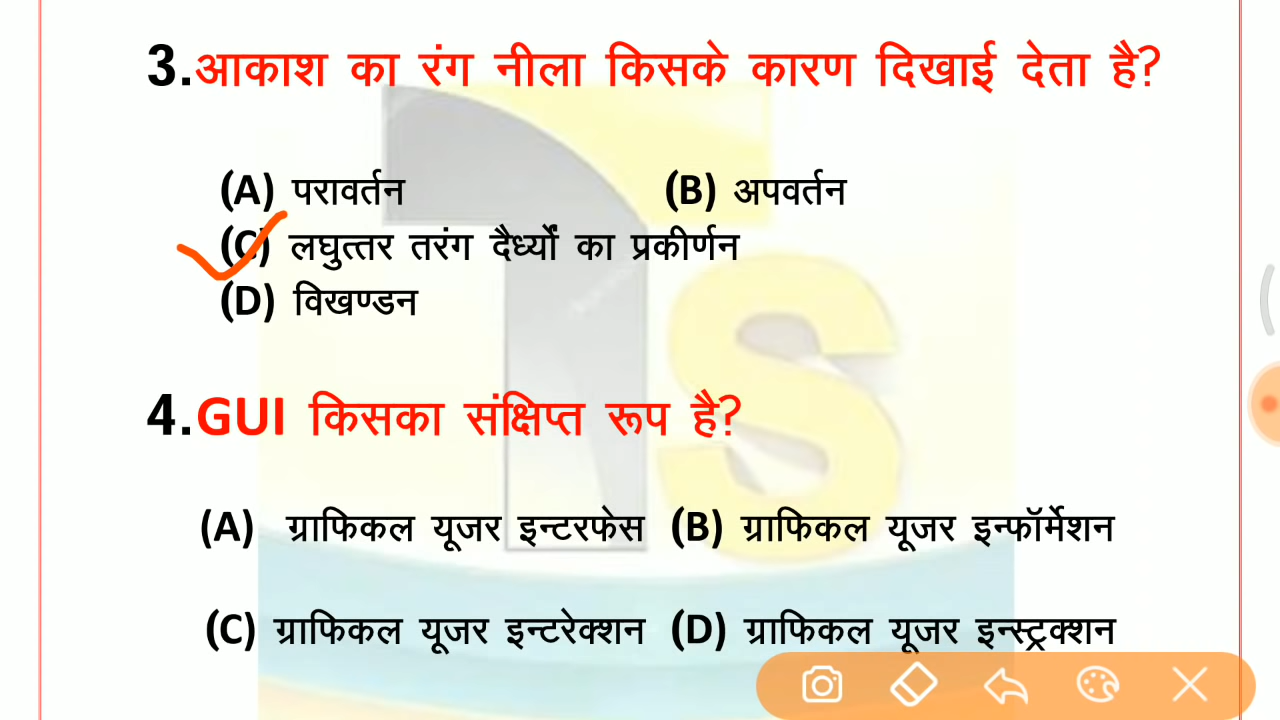 3.आकाश का रंग नीला किसके कारण दिखाई देता है?
(A) परावर्तन (B) अपवर्तन
(C) लघुत्तर तरंग दैर्ध्यों का प्रकीर्णन
(D) विखण्डन
4.GUI किसका संक्षिप्त रूप है?
(A) ग्राफिकल यूजर इन्टरफेस (B) ग्राफिकल यूजर इन्फॉर्मेशन
(C) ग्राफिकल यूजर इन्टरेक्शन (D) ग्राफिकल यूजर इन्स्ट्रक्शन